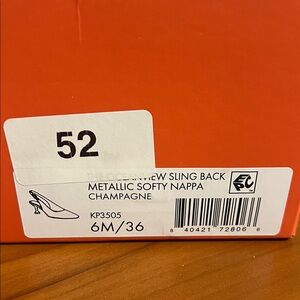 52
SLING BACK
METALLIC SOFTY NAPPA
CHAMPAGNE
KP3505
6M/36
8 40421 72806 6